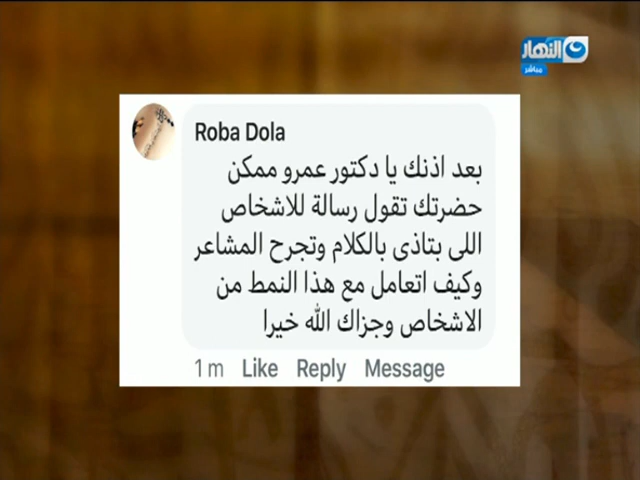 النهار
مباشر
Roba Dola
بعد اذنك يا دكتور عمرو ممكن
حضرتك تقول رسالة للاشخاص
اللى بتاذى بالكلام وتجرح المشاعر
وكيف اتعامل مع هذا النمط من
الاشخاص وجزاك الله خيرا
1 m Like Reply Message